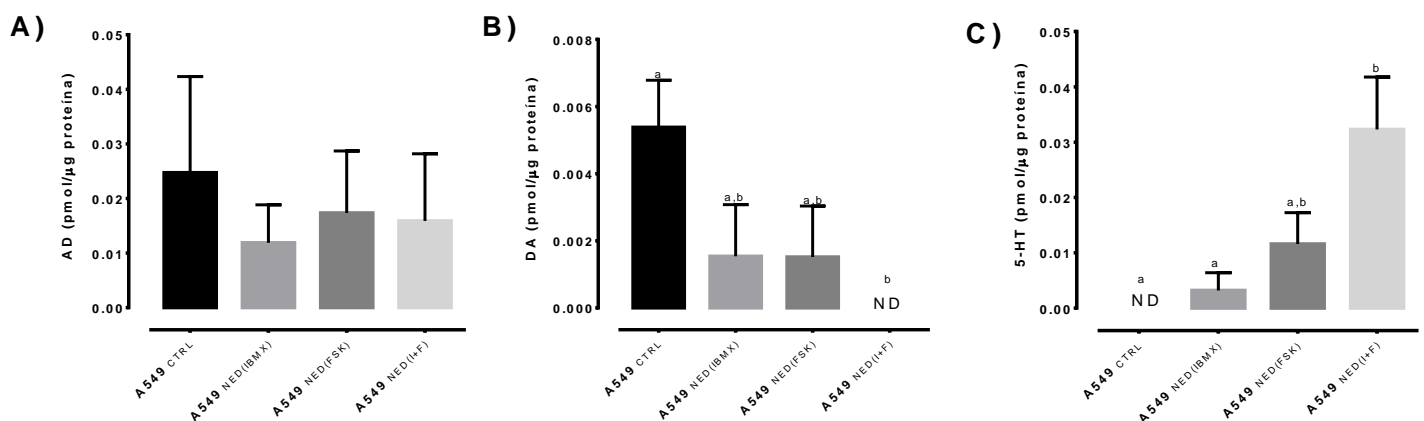 A)
AD (pmol/µg proteína)
0.05
0.04
0.03
0.02
0.01
0.00
A549 CTRL
A549 NED(IBMX)
A549 NED(FSK)
A549 NED(I+F)
B)
DA (pmol/µg proteína)
0.008
0.006
0.004
0.002
0.000
a
a,b
a,b
b
ND
A549 CTRL
A549 NED(IBMX)
A549 NED(FSK)
A549 NED(I+F)
C)
5-HT (pmol/µg proteína)
0.05
0.04
0.03
0.02
0.01
0.00
a
ND
a
a,b
b
A549 CTRL
A549 NED(IBMX)
A549 NED(FSK)
A549 NED(I+F)